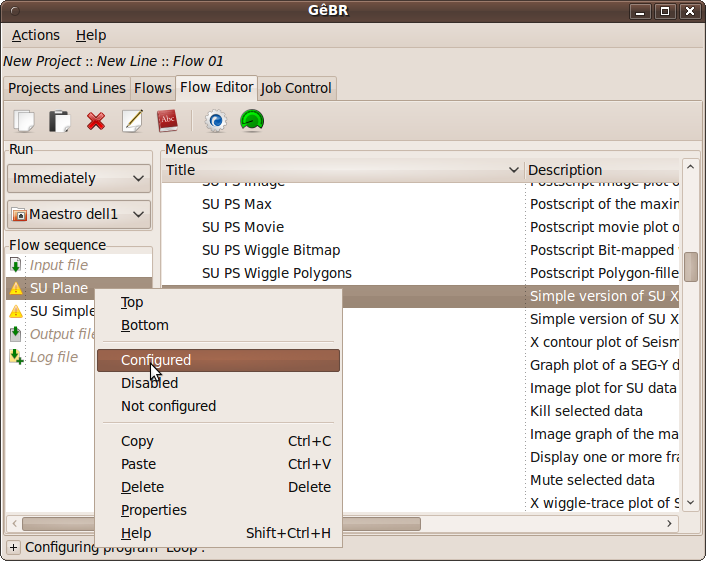 GêBR
Actions Help
New Project :: New Line :: Flow 01
Projects and Lines Flows Flow Editor Job Control
Abc
Run
Immediately
Maestro dell1
Flow sequence
Input file
SU Plane
SU Simple
Output file
Log file
Menus
Title Description
SU PS Image Postscript image plot o
SU PS Max Postscript of the maxin
SU PS Movie Postscript movie plot o
SU PS Wiggle Bitmap Postscript Bit-mapped
SU PS Wiggle Polygons Postscript Polygon-fille
Simple version of SU X
Simple version of SU X
X contour plot of Seism
Graph plot of a SEG-Y d
Image plot for SU data
Kill selected data
Image graph of the ma
Display one or more fra
Mute selected data
X wiggle-trace plot of S
Top
Bottom
Configured
Disabled
Not configured
Copy Ctrl+C
Paste Ctrl+V
Delete Delete
Properties
Help Shift+Ctrl+H
Configuring program "Loop".